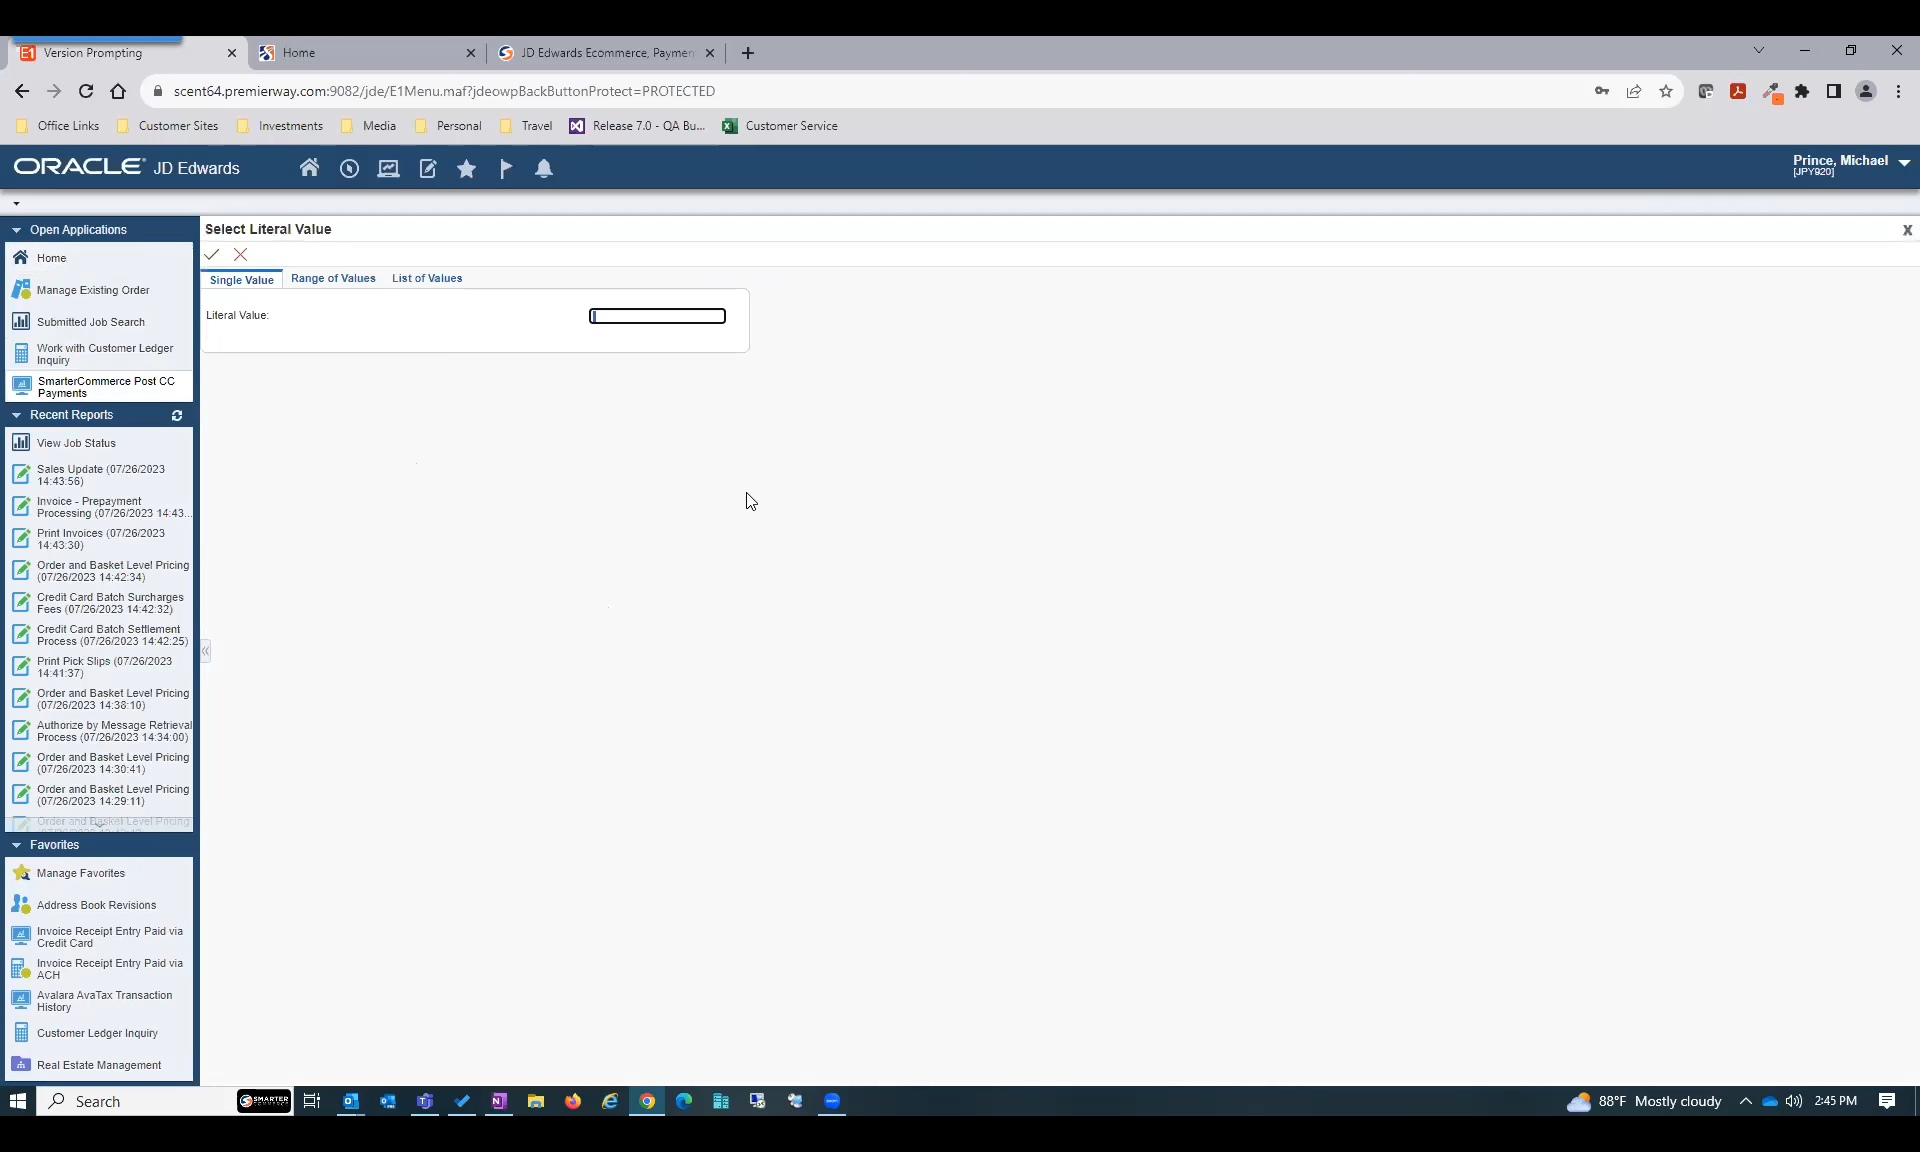 Version Prompting
Home
JD Edwards Ecommerce, Paymen
scent64.premierway.com:9082/jde/E1Menu.maf?jdeowpBackButtonProtect=PROTECTED
Office Links
Customer Sites
Investments
Media
Personal
Travel
Release 7.0 - QA Bu...
Customer Service
ORACLE JD Edwards
Prince, Michael
[JPY920]
Open Applications
Home
Manage Existing Order
Submitted Job Search
Work with Customer Ledger
Inquiry
SmarterCommerce Post CC
Payments
Recent Reports
View Job Status
Sales Update (07/26/2023
14:43:56)
Invoice - Prepayment
Processing (07/26/2023 14:43...
Print Invoices (07/26/2023
14:43:30)
Order and Basket Level Pricing
(07/26/2023 14:42:34)
Credit Card Batch Surcharges
Fees (07/26/2023 14:42:32)
Credit Card Batch Settlement
Process (07/26/2023 14:42:25)
Print Pick Slips (07/26/2023
14:41:37)
Order and Basket Level Pricing
(07/26/2023 14:38:10)
Authorize by Message Retrieval
Process (07/26/2023 14:34:00)
Order and Basket Level Pricing
(07/26/2023 14:30:41)
Order and Basket Level Pricing
(07/26/2023 14:29:11)
Order and Basket Level Pricing
Favorites
Manage Favorites
Address Book Revisions
Invoice Receipt Entry Paid via
Credit Card
Invoice Receipt Entry Paid via
ACH
Avalara AvaTax Transaction
History
Customer Ledger Inquiry
Real Estate Management
Select Literal Value
X
Single Value
Range of Values
List of Values
Literal Value:
Search
SMARTER
88°F Mostly cloudy
2:45 PM